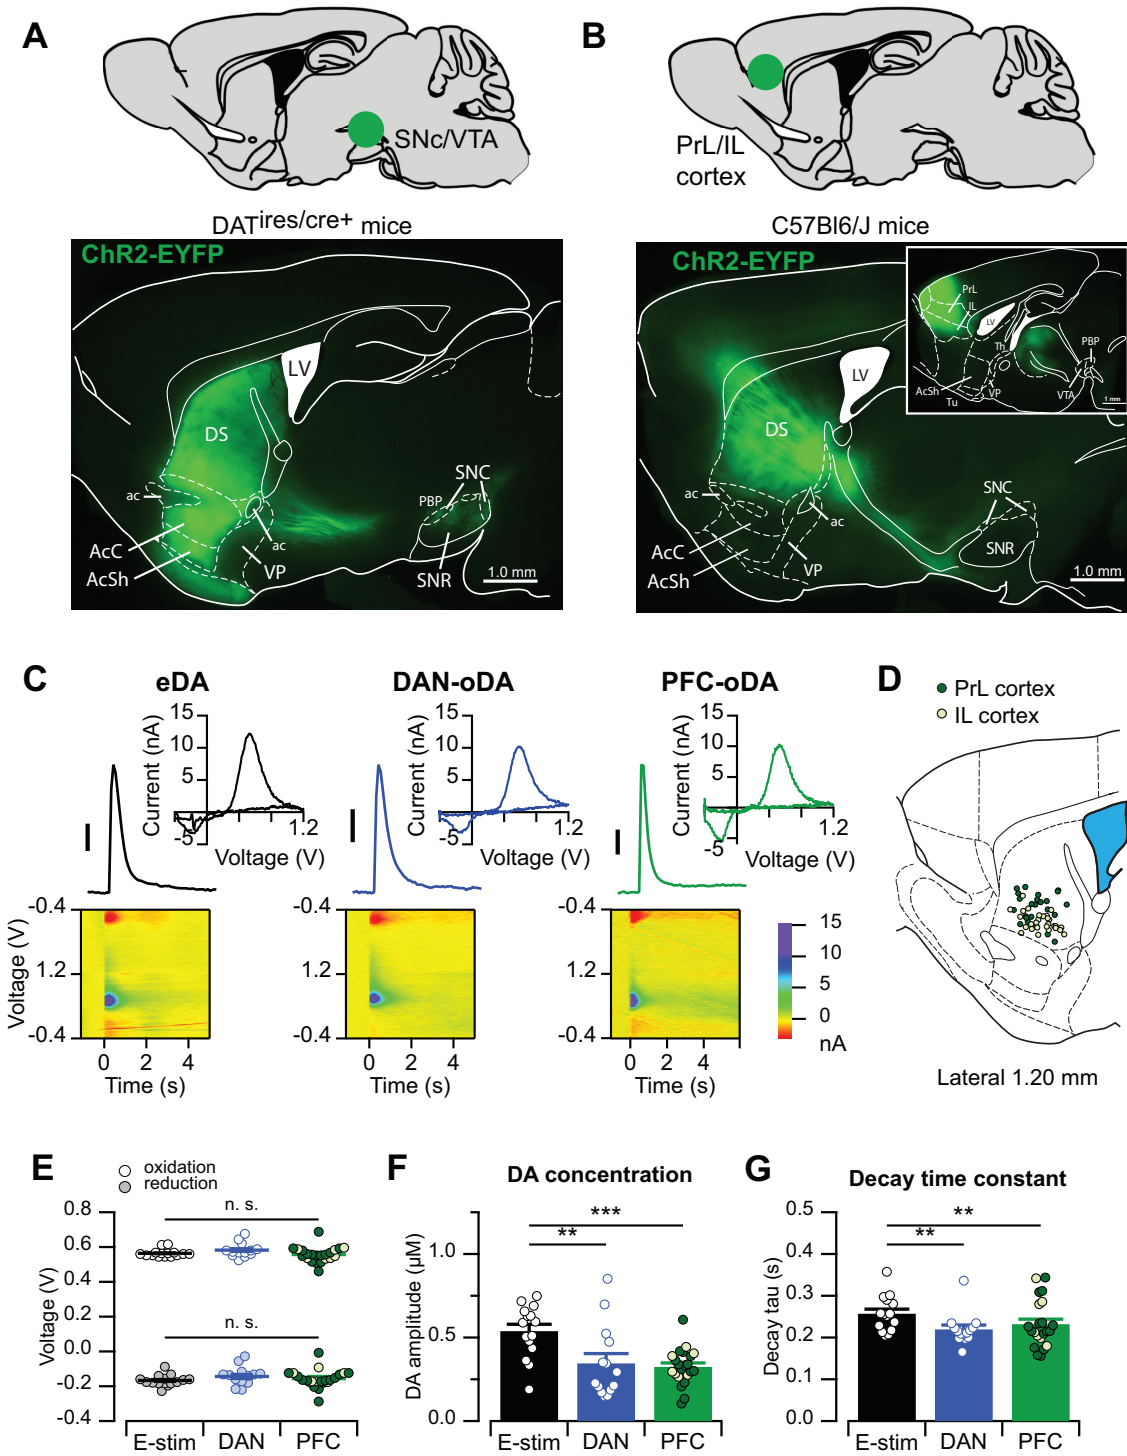 A
SNc/VTA
DATires/cre+ mice
ChR2-EYFP
LV
DS
ac
SNC
PBP
AcC
AcSh
ac
VP
SNR
1.0 mm
B
PrL/IL
cortex
C57Bl6/J mice
ChR2-EYFP
PrL
IL
LV
Th
PBP
AcSh
Tu
VP
VTA
1 mm
LV
DS
ac
SNC
ac
AcC
SNR
AcSh
VP
1.0 mm
C
eDA
DAN-oDA
PFC-oDA
Current (nA)
15
10
5
-5
1.2
Voltage (V)
Current (nA)
15
10
5
-5
1.2
Voltage (V)
Current (nA)
15
10
5
-5
1.2
Voltage (V)
Voltage (V)
-0.4
1.2
-0.4
0 2 4
Time (s)
-0.4
1.2
-0.4
0 2 4
Time (s)
-0.4
1.2
-0.4
0 2 4
Time (s)
15
10
5
0
nA
D
PrL cortex
IL cortex
Lateral 1.20 mm
E
oxidation
reduction
n. s.
n. s.
Voltage (V)
0.8
0.6
0.4
0.2
0.0
-0.2
-0.4
E-stim DAN PFC
F
DA concentration
***
**
DA amplitude (μM)
1.0
0.5
0.0
E-stim DAN PFC
G
Decay time constant
**
**
Decay tau (s)
0.5
0.4
0.3
0.2
0.1
0.0
E-stim DAN PFC